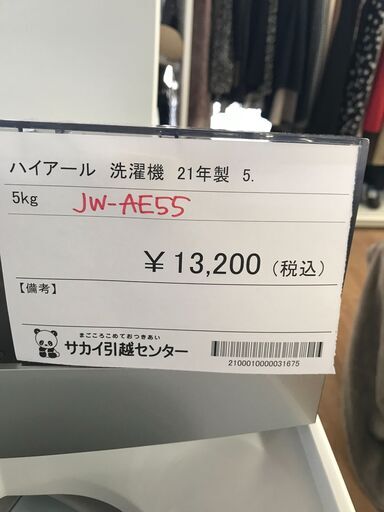 ハイアール 洗濯機 21年製 5.
5kg JW-AE55
¥13,200(税込)
【備考】
まごころこめておつきあい
サカイ引越センター
2100010000031675